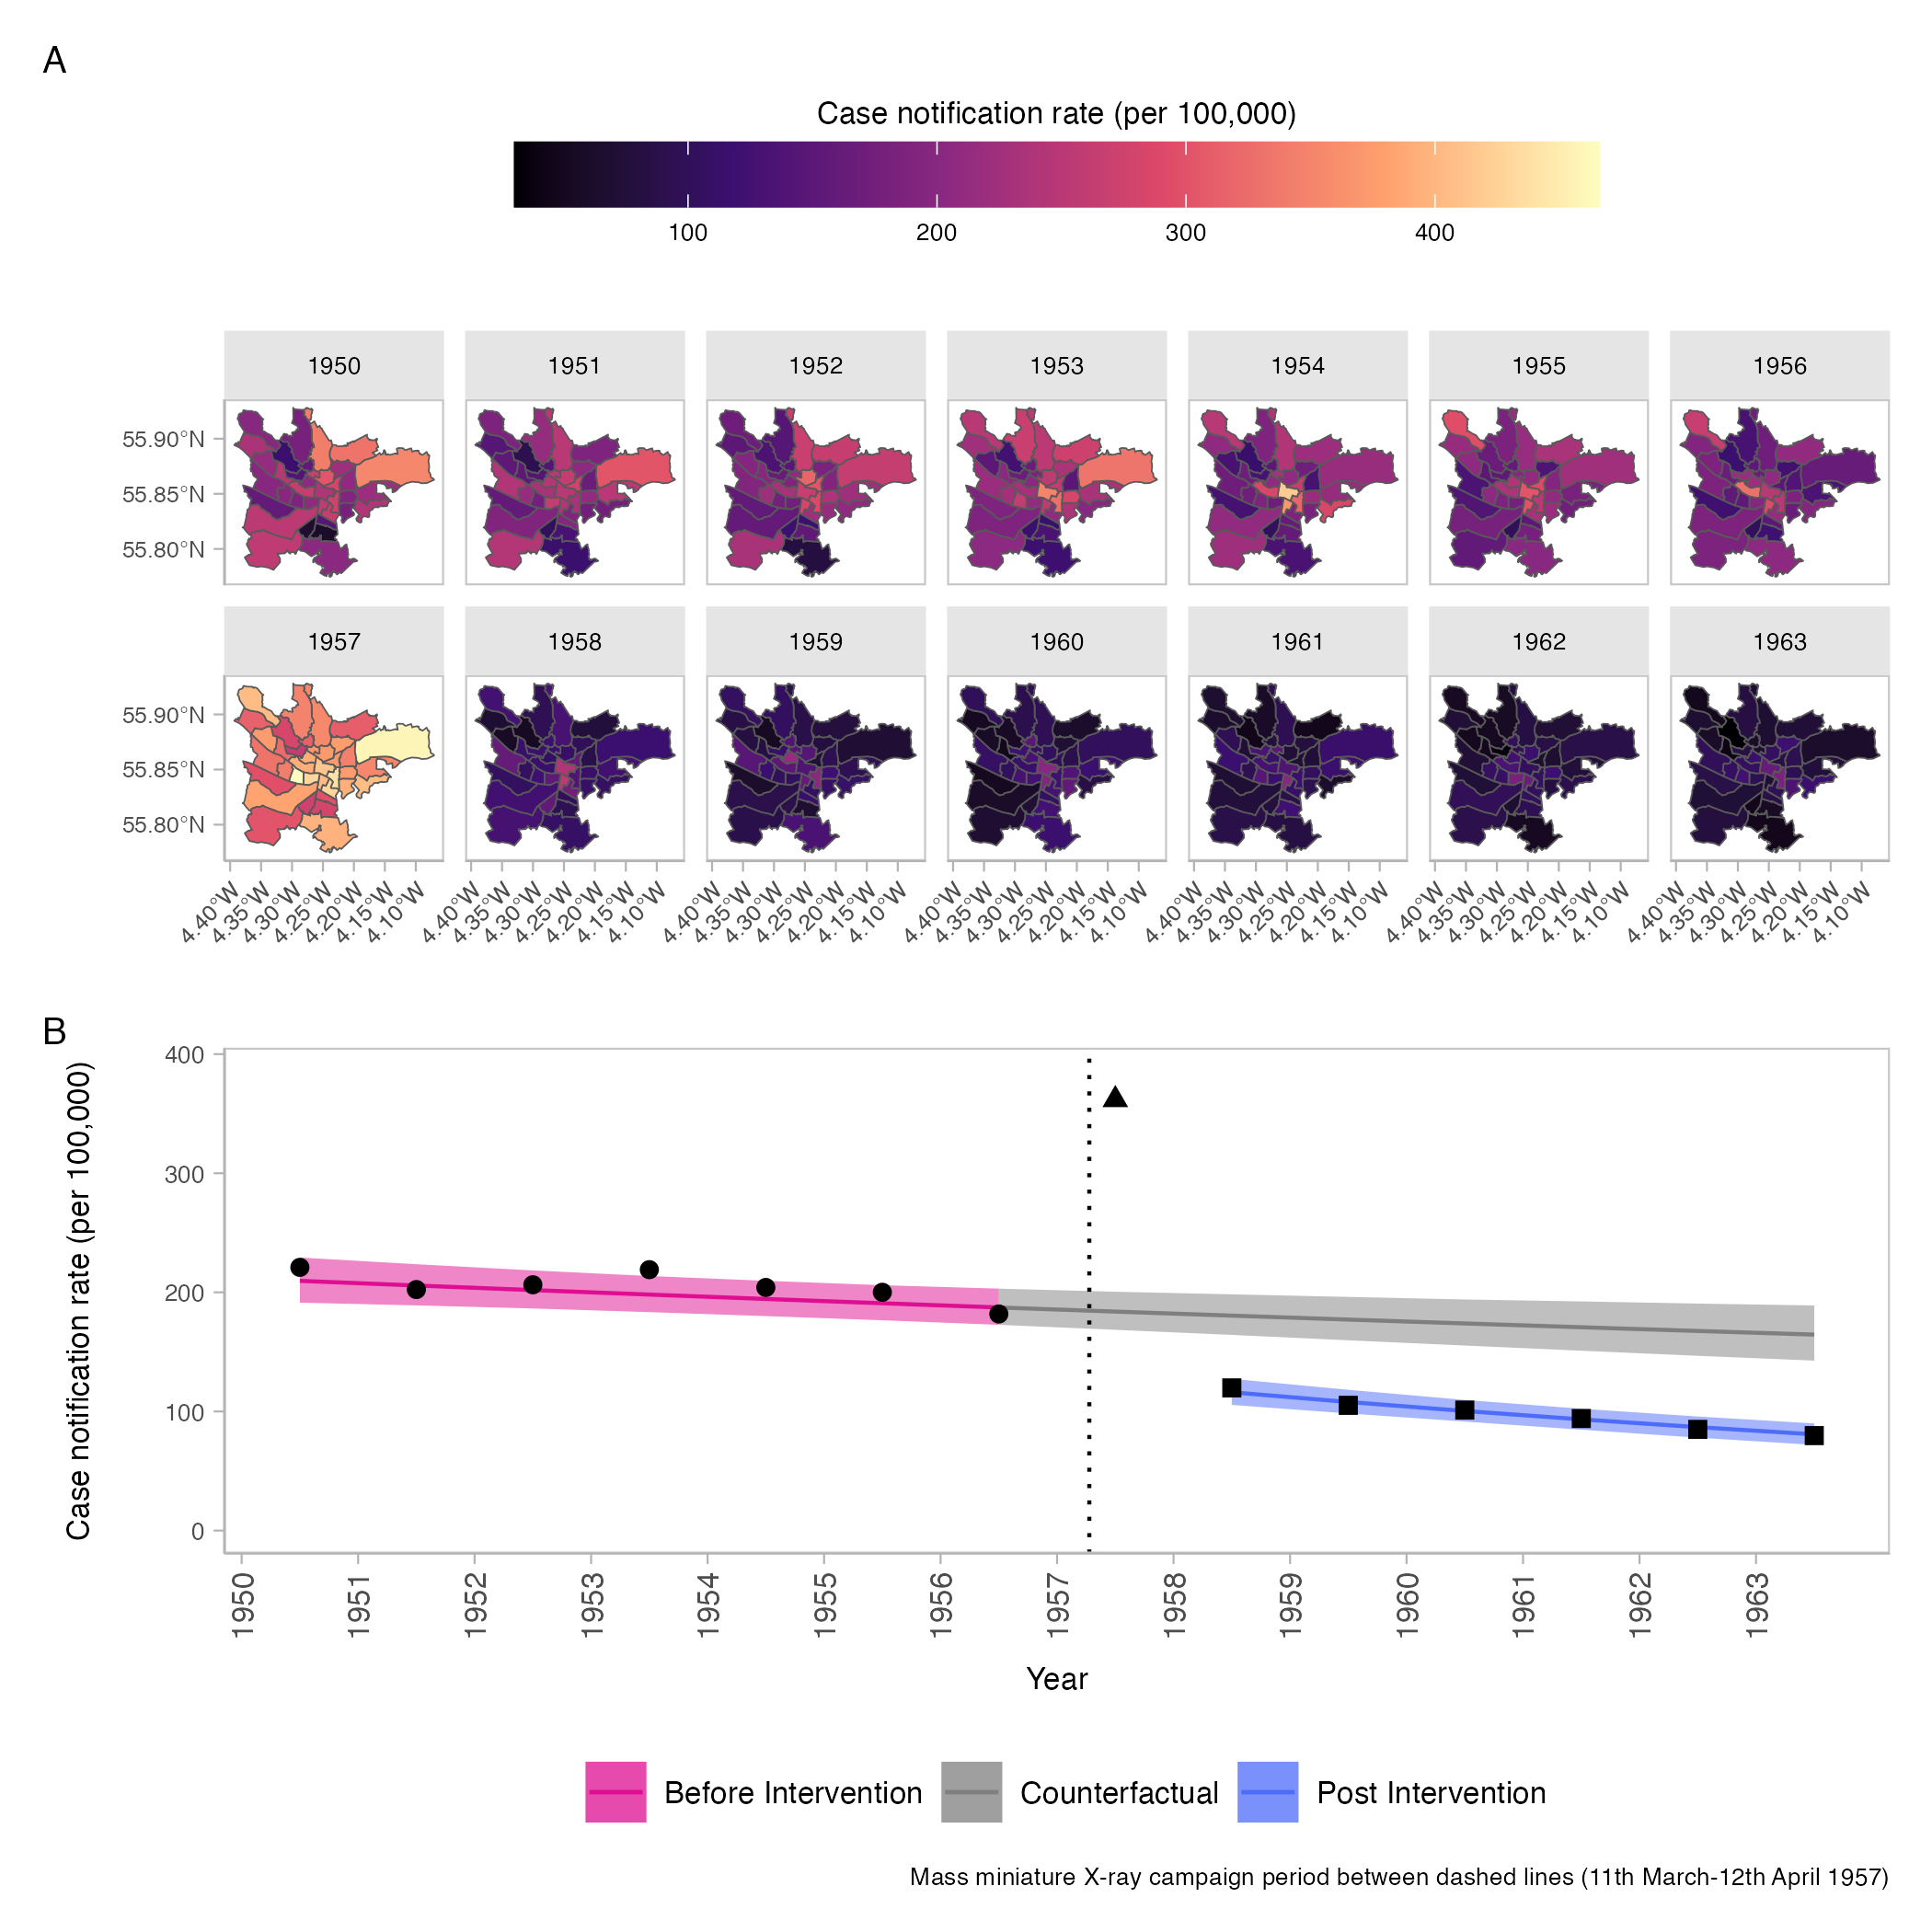 A
Case notification rate (per 100,000)
100 200 300 400
1950 1951 1952 1953 1954 1955 1956
55.90°N
55.85°N
55.80°N
1957 1958 1959 1960 1961 1962 1963
55.90°N
55.85°N
55.80°N
4.40°W 4.35°W 4.30°W 4.25°W 4.20°W 4.15°W 4.10°W 4.40°W 4.35°W 4.30°W 4.25°W 4.20°W 4.15°W 4.10°W 4.40°W 4.35°W 4.30°W 4.25°W 4.20°W 4.15°W 4.10°W 4.40°W 4.35°W 4.30°W 4.25°W 4.20°W 4.15°W 4.10°W 4.40°W 4.35°W 4.30°W 4.25°W 4.20°W 4.15°W 4.10°W 4.40°W 4.35°W 4.30°W 4.25°W 4.20°W 4.15°W 4.10°W 4.40°W 4.35°W 4.30°W 4.25°W 4.20°W 4.15°W 4.10°W
B
Case notification rate (per 100,000)
400
300
200
100
0
1950 1951 1952 1953 1954 1955 1956 1957 1958 1959 1960 1961 1962 1963
Year
Before Intervention Counterfactual Post Intervention
Mass miniature X-ray campaign period between dashed lines (11th March-12th April 1957)